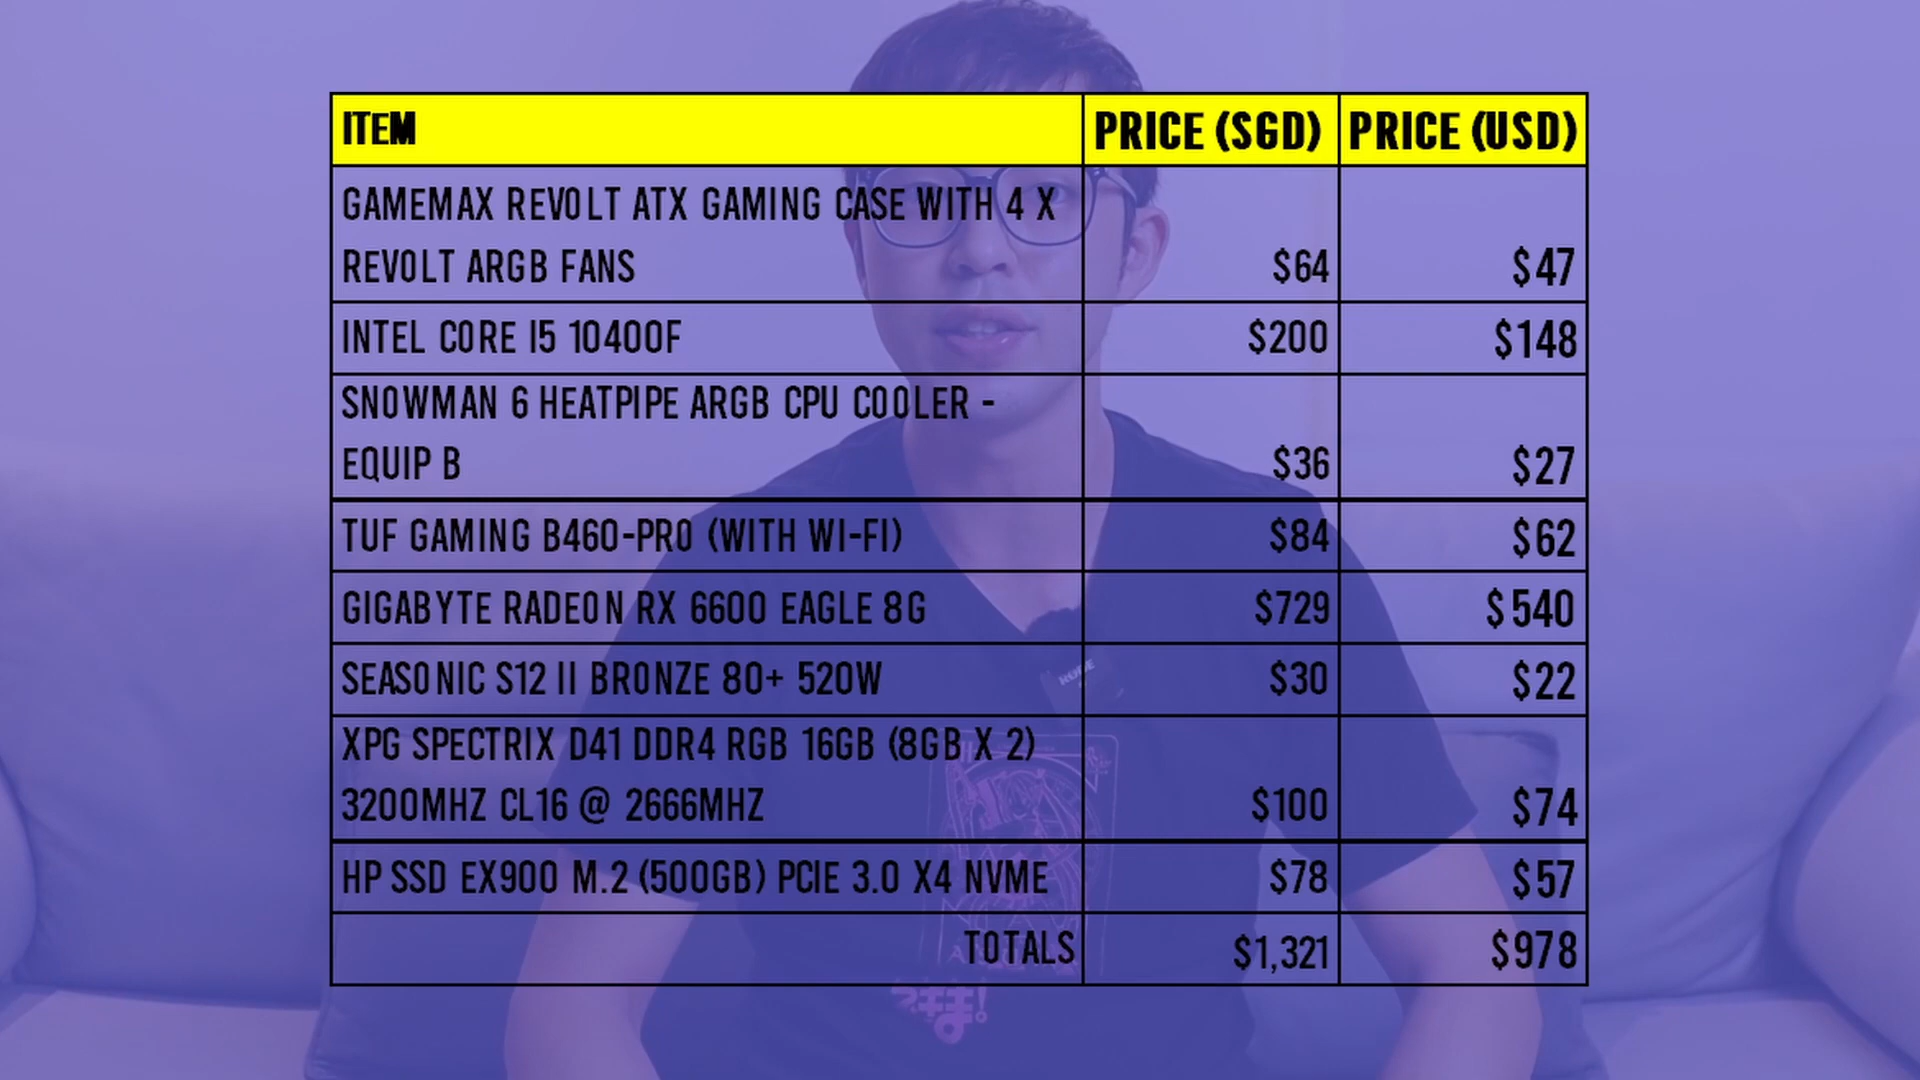 ITEM PRICE (SGD) PRICE (USD)
GAMEMAX REVOLT ATX GAMING CASE WITH 4 X
REVOLT ARGB FANS $64 $47
INTEL CORE I5 10400F $200 $148
SNOWMAN 6 HEATPIPE ARGB CPU COOLER -
EQUIP B $36 $27
TUF GAMING B460-PRO (WITH WI-FI) $84 $62
GIGABYTE RADEON RX 6600 EAGLE 8G $729 $540
SEASONIC S12 II BRONZE 80+ 520W $30 $22
XPG SPECTRIX D41 DDR4 RGB 16GB (8GB X 2)
3200MHZ CL16 @ 2666MHZ $100 $74
HP SSD EX900 M.2 (500GB) PCIE 3.0 X4 NVME $78 $57
TOTALS $1,321 $978